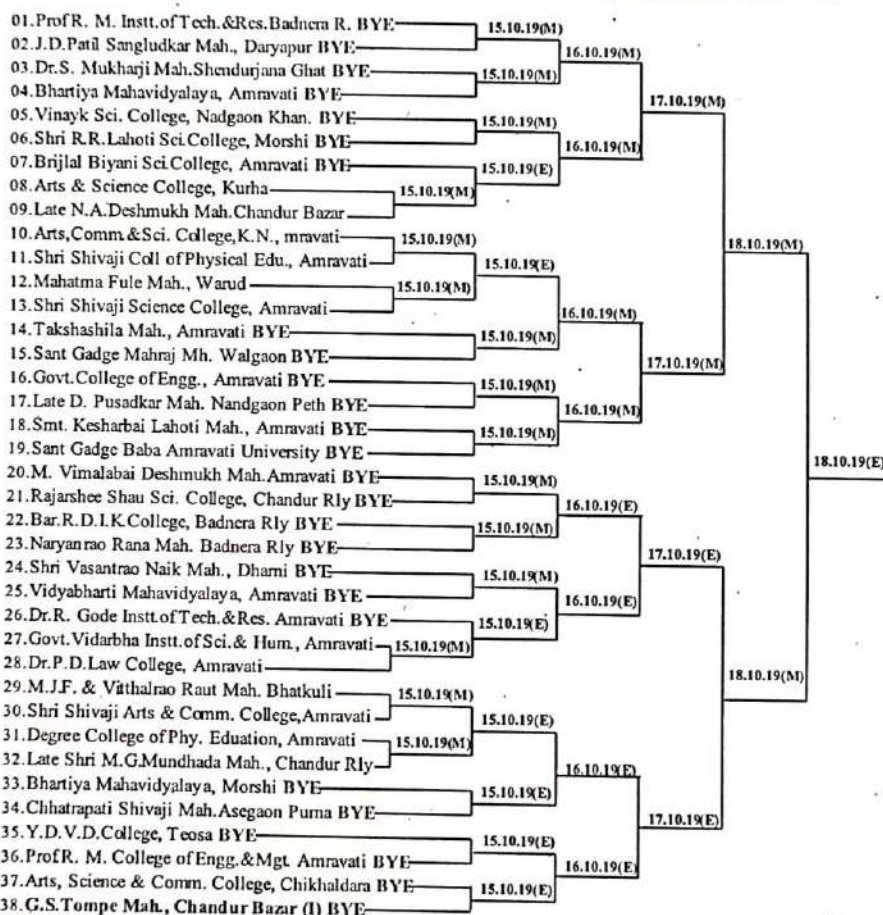 01.Prof R. M. Instt.of Tech.&Res.Badnera R. BYE
02.J.D.Patil Sangludkar Mah., Daryapur BYE
03.Dr.S. Mukharji Mah.Shendurjana Ghat BYE
04.Bhartiya Mahavidyalaya, Amravati BYE
05.Vinayk Sci. College, Nadgaon Khan. BYE
06.Shri R.R.Lahoti Sci.College, Morshi BYE
07.Brijlal Biyani Sci.College, Amravati BYE
08.Arts & Science College, Kurha
09.Late N.A.Deshmukh Mah.Chandur Bazar
10.Arts,Comm.&Sci. College,K.N., mravati
11.Shri Shivaji Coll of Physical Edu., Amravati
12.Mahatma Fule Mah., Warud
13.Shri Shivaji Science College, Amravati
14.Takshashila Mah., Amravati BYE
15.Sant Gadge Mahraj Mh. Walgaon BYE
16.Govt.College of Engg., Amravati BYE
17.Late D. Pusadkar Mah. Nandgaon Peth BYE
18.Smt. Kesharbai Lahoti Mah., Amravati BYE
19.Sant Gadge Baba Amravati University BYE
20.M. Vimalabai Deshmukh Mah.Amravati BYE
21.Rajarshee Shau Sci. College, Chandur Rly BYE
22.Bar.R.D.I.K.College, Badnera Rly BYE
23.Naryanrao Rana Mah. Badnera Rly BYE
24.Shri Vasantrao Naik Mah., Dharni BYE
25.Vidyabharti Mahavidyalaya, Amravati BYE
26.Dr.R. Gode Instt.of Tech.&Res. Amravati BYE
27.Govt.Vidarbha Instt.of Sci.& Hum., Amravati
28.Dr.P.D.Law College, Amravati
29.M.J.F. & Vitthalrao Raut Mah. Bhatkuli
30.Shri Shivaji Arts & Comm. College,Amravati
31.Degree College of Phy. Eduation, Amravati
32.Late Shri M.G.Mundhada Mah., Chandur Rly
33.Bhartiya Mahavidyalaya, Morshi BYE
34.Chhatrapati Shivaji Mah.Asegaon Purna BYE
35.Y.D.V.D.College, Teosa BYE
36.Prof R. M. College of Engg.&Mgt. Amravati BYE
37.Arts, Science & Comm. College, Chikhaldara BYE
38.G.S.Tompe Mah., Chandur Bazar (I) BYE
15.10.19(M)
15.10.19(M)
15.10.19(M)
15.10.19(M)
15.10.19(M)
15.10.19(M)
15.10.19(M)
15.10.19(M)
15.10.19(M)
15.10.19(E)
15.10.19(E)
15.10.19(M)
15.10.19(M)
15.10.19(M)
15.10.19(M)
15.10.19(M)
15.10.19(M)
15.10.19(E)
15.10.19(E)
15.10.19(E)
15.10.19(E)
15.10.19(E)
16.10.19(M)
16.10.19(M)
16.10.19(M)
16.10.19(M)
16.10.19(E)
16.10.19(E)
16.10.19(E)
16.10.19(E)
17.10.19(M)
17.10.19(M)
17.10.19(E)
17.10.19(E)
18.10.19(M)
18.10.19(M)
18.10.19(E)